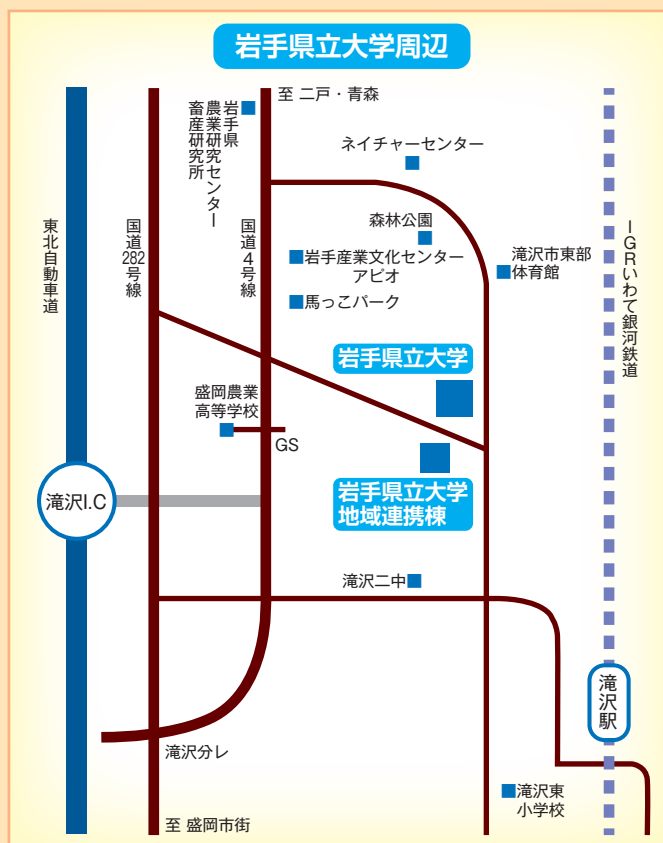 岩手県立大学周辺
至 二戸・青森
岩手県
農業研究センター
畜産研究所
ネイチャーセンター
森林公園
東北自動車道
国道282号線
国道4号線
岩手産業文化センター
アピオ
滝沢市東部
体育館
IGRいわて銀河鉄道
馬っこパーク
岩手県立大学
盛岡農業
高等学校
GS
滝沢I.C
岩手県立大学
地域連携棟
滝沢二中
滝沢駅
滝沢分レ
滝沢東
小学校
至 盛岡市街